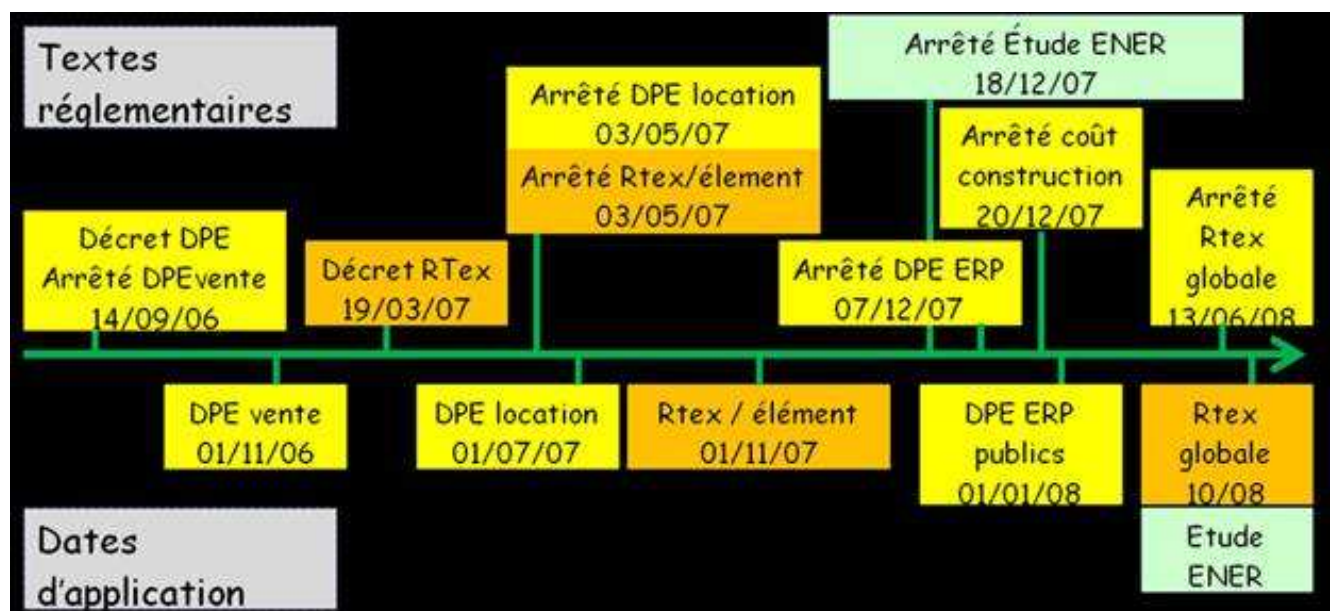 Textes
réglementaires
Arrêté Étude ENER
18/12/07
Arrêté DPE location
03/05/07
Arrêté Rtex/élement
03/05/07
Arrêté coût
construction
20/12/07
Arrêté
Rtex
globale
13/06/08
Décret DPE
Arrêté DPEvente
14/09/06
Décret RTex
19/03/07
Arrêté DPE ERP
07/12/07
DPE vente
01/11/06
DPE location
01/07/07
Rtex / élément
01/11/07
DPE ERP
publics
01/01/08
Rtex
globale
10/08
Etude
ENER
Dates
d'application